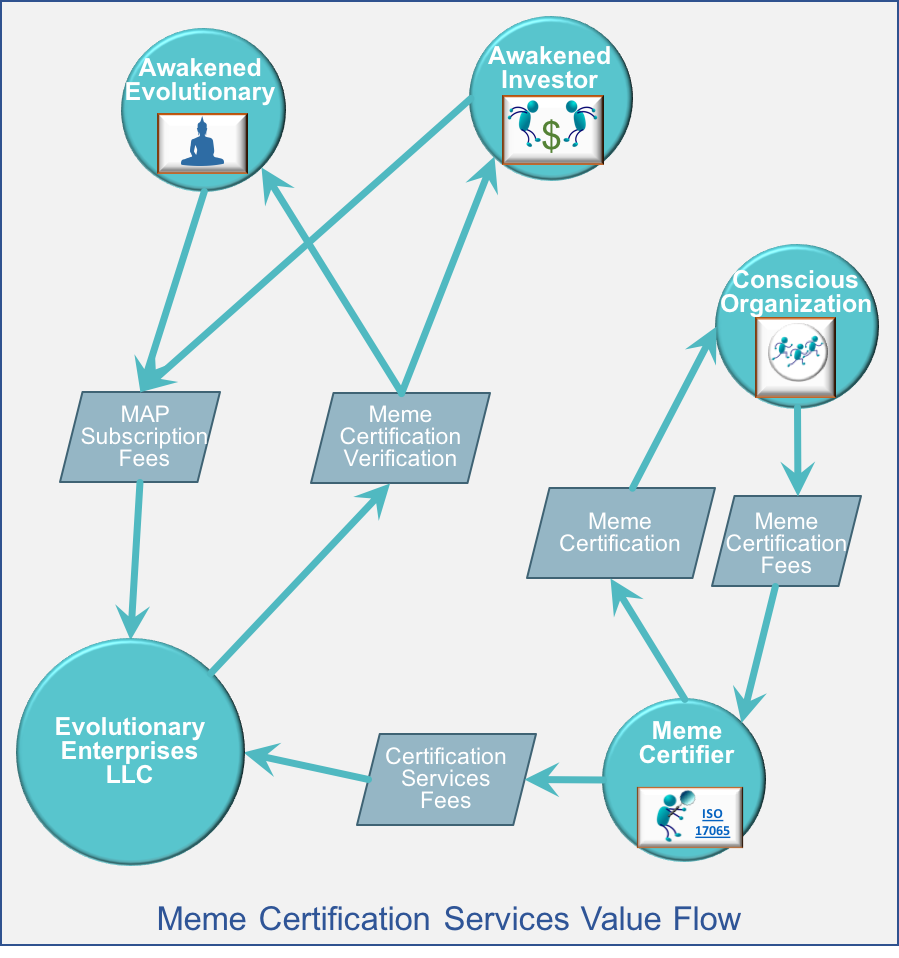 Awakened
Evolutionary
Awakened
Investor
$
Conscious
Organization
MAP
Subscription
Fees
Meme
Certification
Verification
Meme
Certification
Meme
Certification
Fees
Evolutionary
Enterprises
LLC
Certification
Services
Fees
Meme
Certifier
ISO
17065
Meme Certification Services Value Flow